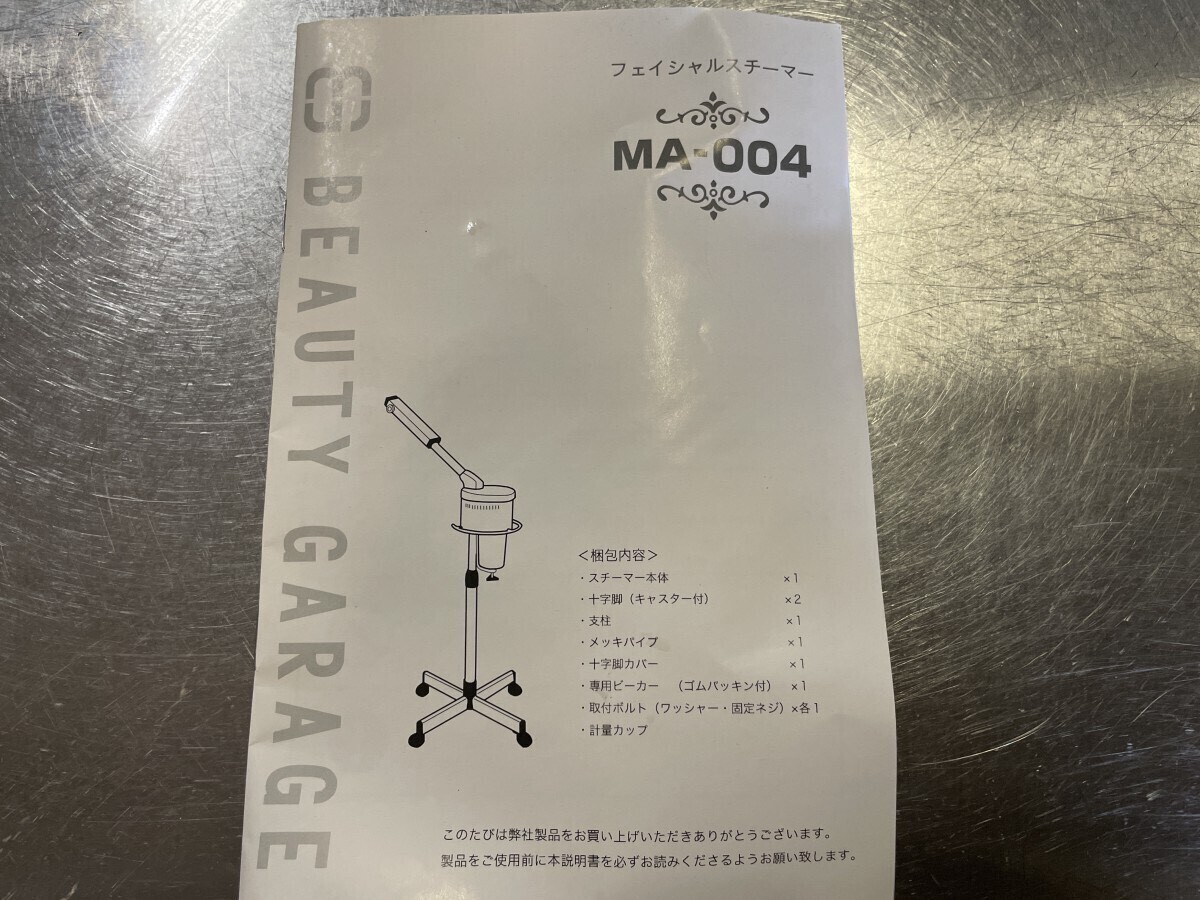 BEAUTY GARAGE
フェイシャルスチーマー
MA-004
＜梱包内容＞
・スチーマー本体 ×1
・十字脚（キャスター付） ×2
・支柱 ×1
・メッキパイプ ×1
・十字脚カバー ×1
・専用ビーカー （ゴムパッキン付） ×1
・取付ボルト（ワッシャー・固定ネジ）×各1
・計量カップ
このたびは弊社製品をお買い上げいただきありがとうございます。
製品をご使用前に本説明書を必ずお読みくださるようお願い致します。